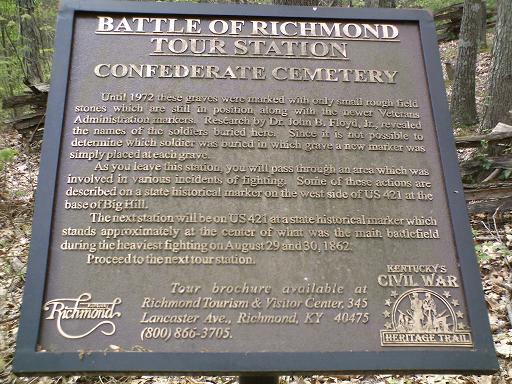 BATTLE OF RICHMOND
TOUR STATION
CONFEDERATE CEMETERY
Until 1972 these graves were marked with only small rough field
stones which are still in position along with the newer Veterans
Administration markers. Research by Dr. John B. Floyd, Jr., revealed
the names of the soldiers buried here. Since it is not possible to
determine which soldier was buried in which grave a new marker was
simply placed at each grave.
As you leave this station, you will pass through an area which was
involved in various incidents of fighting. Some of these actions are
described on a state historical marker on the west side of US 421 at the
base of Big Hill.
The next station will be on US 421 at a state historical marker which
stands approximately at the center of what was the main battlefield
during the heaviest fighting on August 29 and 30, 1862.
Proceed to the next tour station.
Tour brochure available at
Richmond Tourism & Visitor Center, 345
Lancaster Ave., Richmond, KY 40475
(800) 866-3705.
Richmond
KENTUCKY'S
CIVIL WAR
HERITAGE TRAIL